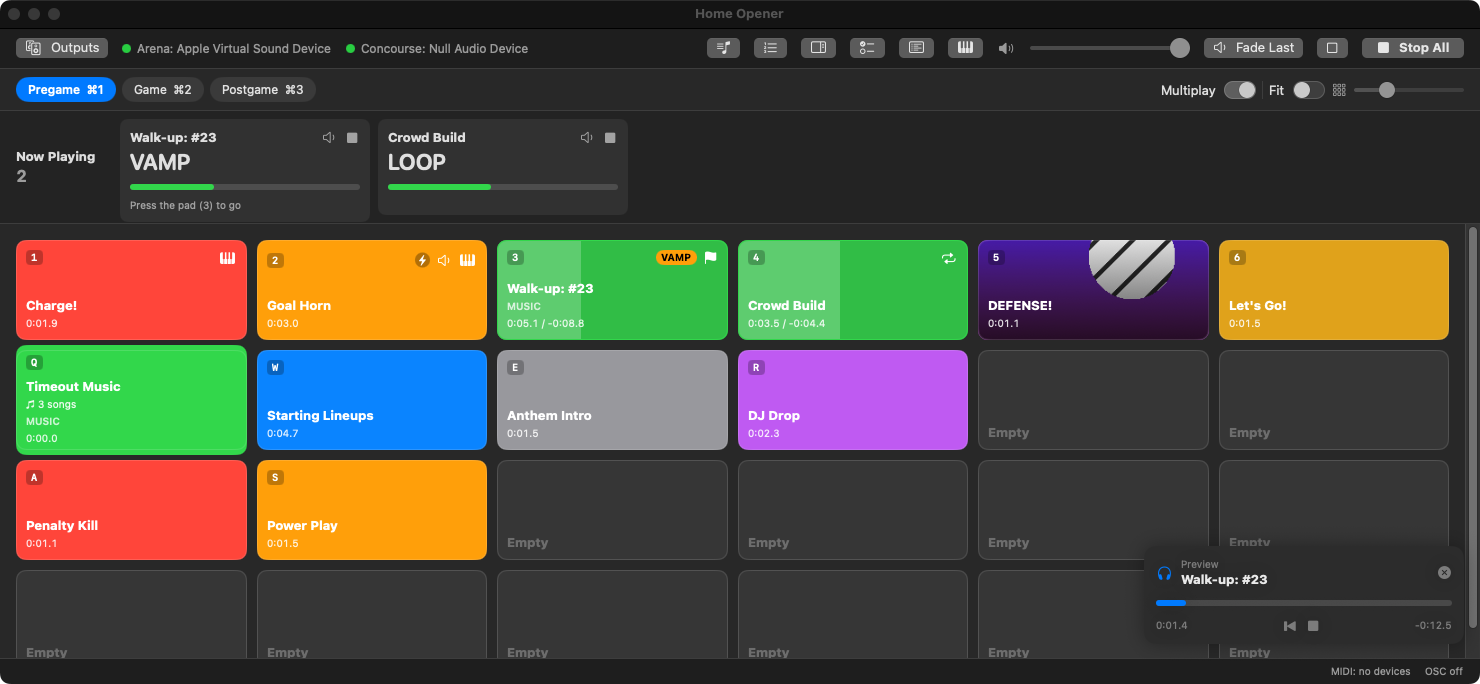 Home Opener
Outputs
Arena: Apple Virtual Sound Device
Concourse: Null Audio Device
Fade Last
Stop All
Pregame ⌘1
Game ⌘2
Postgame ⌘3
Multiplay
Fit
Now Playing
2
Walk-up: #23
VAMP
Press the pad (3) to go
Crowd Build
LOOP
1
Charge!
0:01.9
2
Goal Horn
0:03.0
3
VAMP
Walk-up: #23
MUSIC
0:05.1 / -0:08.8
4
Crowd Build
0:03.5 / -0:04.4
5
DEFENSE!
0:01.1
6
Let's Go!
0:01.5
Q
Timeout Music
3 songs
MUSIC
0:00.0
W
Starting Lineups
0:04.7
E
Anthem Intro
0:01.5
R
DJ Drop
0:02.3
Empty
Empty
A
Penalty Kill
0:01.1
S
Power Play
0:01.5
Empty
Empty
Empty
Empty
Empty
Empty
Empty
Empty
Empty
Empty
Preview
Walk-up: #23
0:01.4
-0:12.5
MIDI: no devices
OSC off